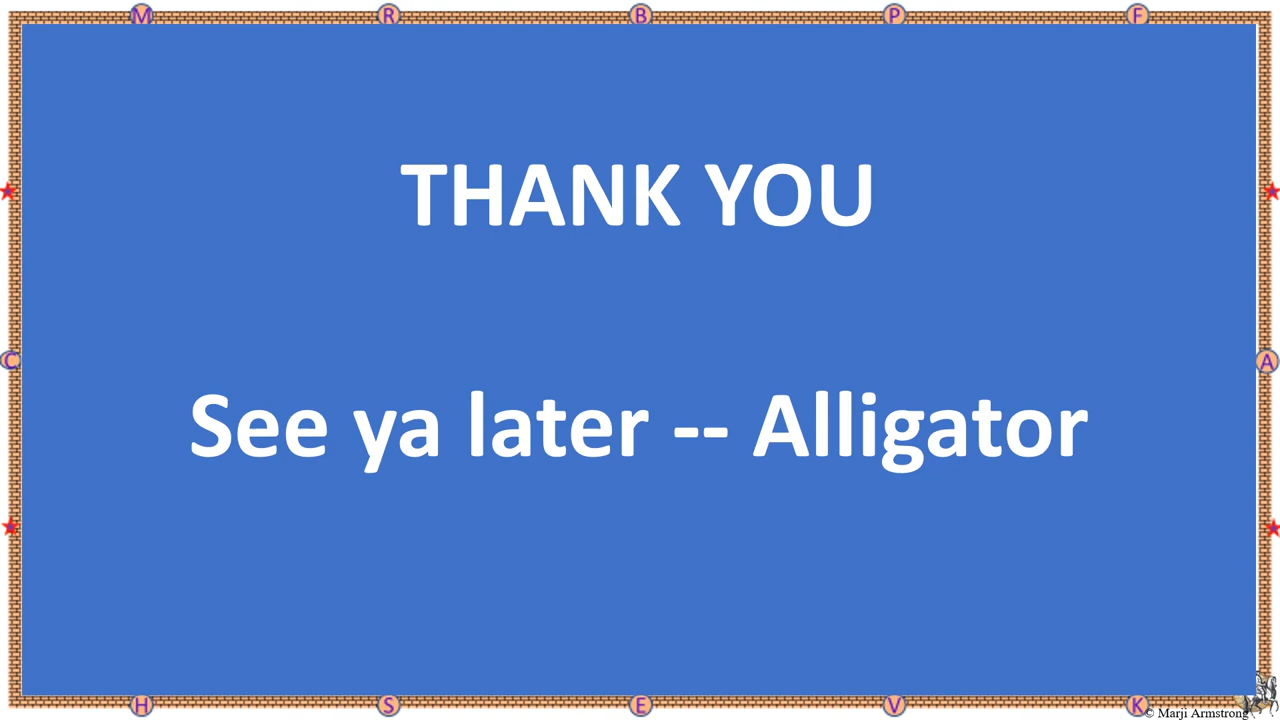 M R B P F
THANK YOU
C A
See ya later -- Alligator
H S E V K
© Marji Armstrong